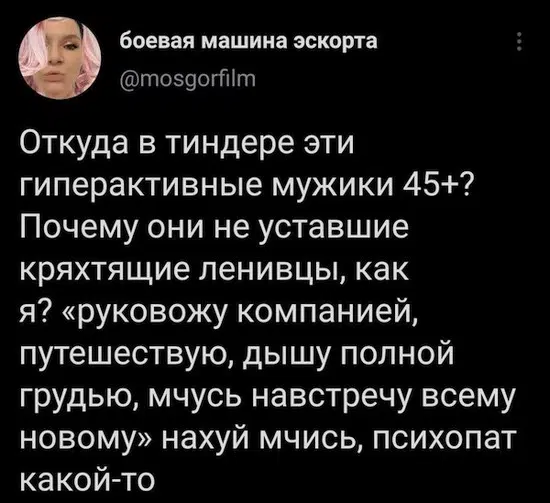 боевая машина эскорта
@mosgorfilm
Откуда в тиндере эти
гиперактивные мужики 45+?
Почему они не уставшие
кряхтящие ленивцы, как
я? «руковожу компанией,
путешествую, дышу полной
грудью, мчусь навстречу всему
новому» нахуй мчись, психопат
какой-то